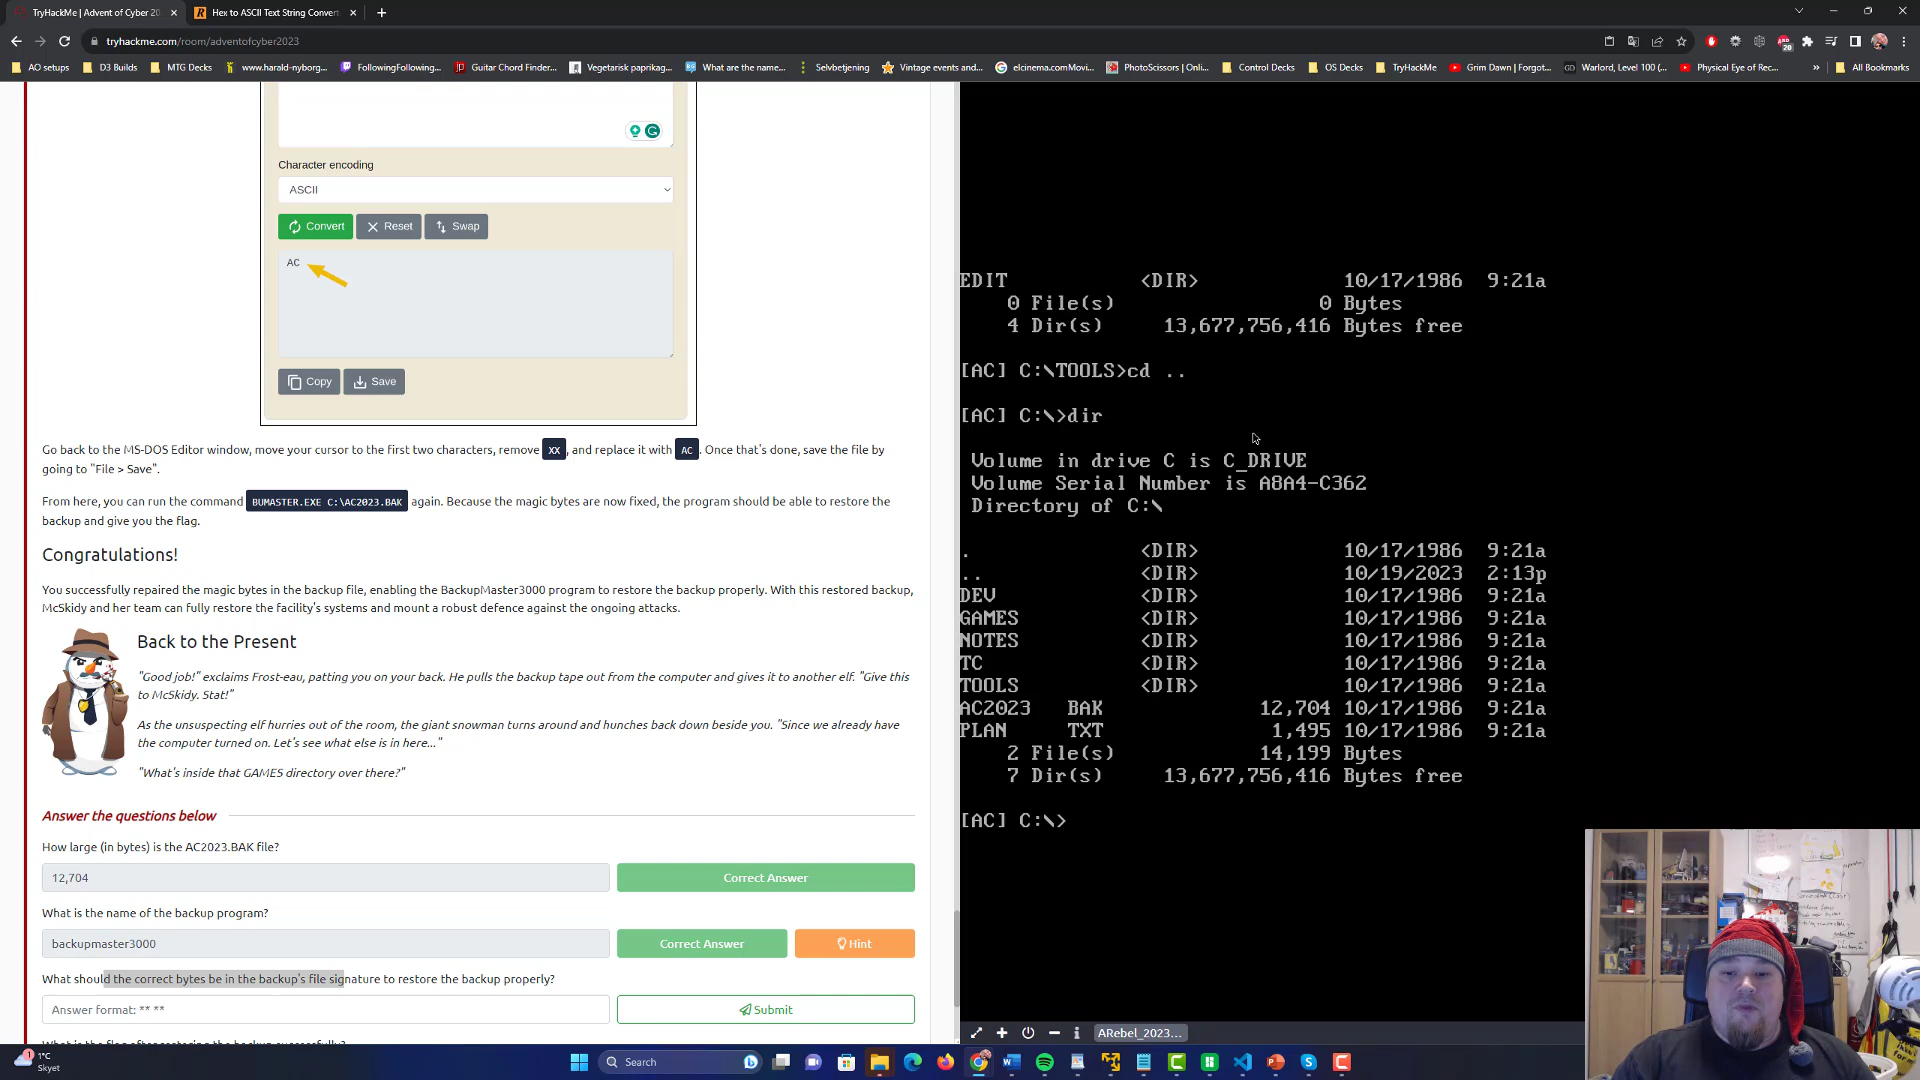 TryHackMe | Advent of Cyber 20
Hex to ASCII Text String Convert
tryhackme.com/room/adventofcyber2023
AO setups
D3 Builds
MTG Decks
www.harald-nyborg...
FollowingFollowing...
Guitar Chord Finder...
Vegetarisk paprikag...
What are the name...
Selvbetjening
Vintage events and...
elcinema.comMovi...
PhotoScissors | Onli...
Control Decks
OS Decks
TryHackMe
Grim Dawn | Forgot...
Warlord, Level 100 (...
Physical Eye of Rec...
»
All Bookmarks
Character encoding
ASCII
Convert
Reset
Swap
AC
Copy
Save
Go back to the MS-DOS Editor window, move your cursor to the first two characters, remove XX, and replace it with AC. Once that's done, save the file by
going to "File > Save".
From here, you can run the command BUMASTER.EXE C:\AC2023.BAK again. Because the magic bytes are now fixed, the program should be able to restore the
backup and give you the flag.
Congratulations!
You successfully repaired the magic bytes in the backup file, enabling the BackupMaster3000 program to restore the backup properly. With this restored backup,
McSkidy and her team can fully restore the facility's systems and mount a robust defence against the ongoing attacks.
Back to the Present
"Good job!" exclaims Frost-eau, patting you on your back. He pulls the backup tape out from the computer and gives it to another elf. "Give this
to McSkidy. Stat!"
As the unsuspecting elf hurries out of the room, the giant snowman turns around and hunches back down beside you. "Since we already have
the computer turned on. Let's see what else is in here..."
"What's inside that GAMES directory over there?"
Answer the questions below
How large (in bytes) is the AC2023.BAK file?
12,704
Correct Answer
What is the name of the backup program?
backupmaster3000
Correct Answer
Hint
What should the correct bytes be in the backup's file signature to restore the backup properly?
Answer format: ** **
Submit
What is the flag after restoring the backup successfully?
EDIT <DIR> 10/17/1986 9:21a
0 File(s) 0 Bytes
4 Dir(s) 13,677,756,416 Bytes free
[AC] C:\TOOLS>cd ..
[AC] C:\>dir
Volume in drive C is C_DRIVE
Volume Serial Number is A8A4-C362
Directory of C:\
. <DIR> 10/17/1986 9:21a
.. <DIR> 10/19/2023 2:13p
DEV <DIR> 10/17/1986 9:21a
GAMES <DIR> 10/17/1986 9:21a
NOTES <DIR> 10/17/1986 9:21a
TC <DIR> 10/17/1986 9:21a
TOOLS <DIR> 10/17/1986 9:21a
AC2023 BAK 12,704 10/17/1986 9:21a
PLAN TXT 1,495 10/17/1986 9:21a
2 File(s) 14,199 Bytes
7 Dir(s) 13,677,756,416 Bytes free
[AC] C:\>
ARebel_2023...
1°C
Skyet
Search